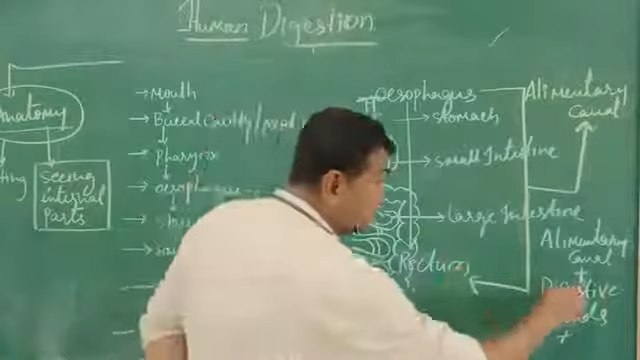 Human Digestion
Anatomy
seeing
internal
parts
→ Mouth
→ Buccal Cavity/
→ Pharynx
→ oesophagus
Oesophagus
→ stomach
→ small Intestine
→ large Intestine
Rectum
Alimentary
Canal
Alimentary
Canal
+
Digestive
+